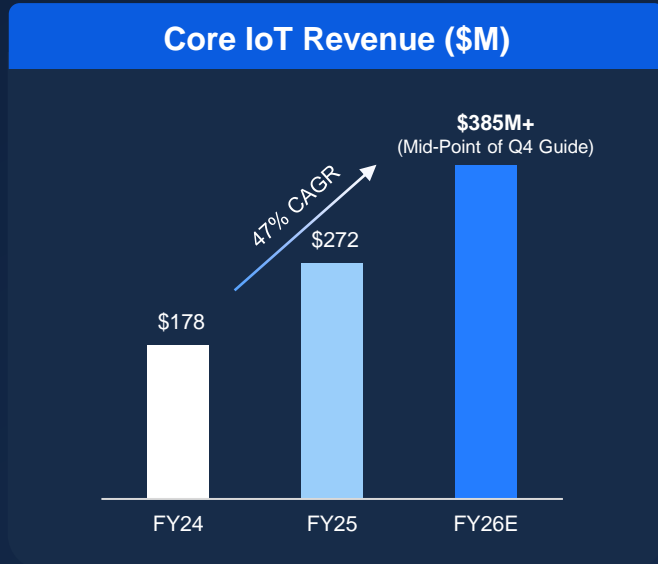 Core IoT Revenue ($M)
$385M+
(Mid-Point of Q4 Guide)
47% CAGR
$272
$178
FY24
FY25
FY26E